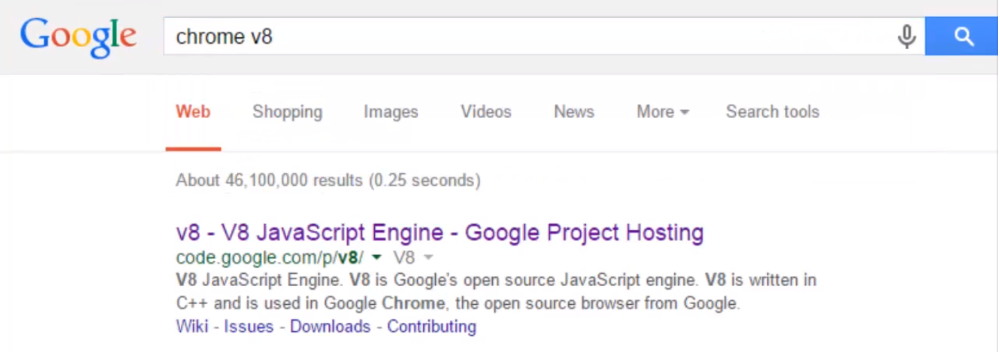 Google chrome v8
Web Shopping Images Videos News More Search tools
About 46,100,000 results (0.25 seconds)
v8 - V8 JavaScript Engine - Google Project Hosting
code.google.com/p/v8/ V8
V8 JavaScript Engine. V8 is Google's open source JavaScript engine. V8 is written in
C++ and is used in Google Chrome, the open source browser from Google.
Wiki - Issues - Downloads - Contributing